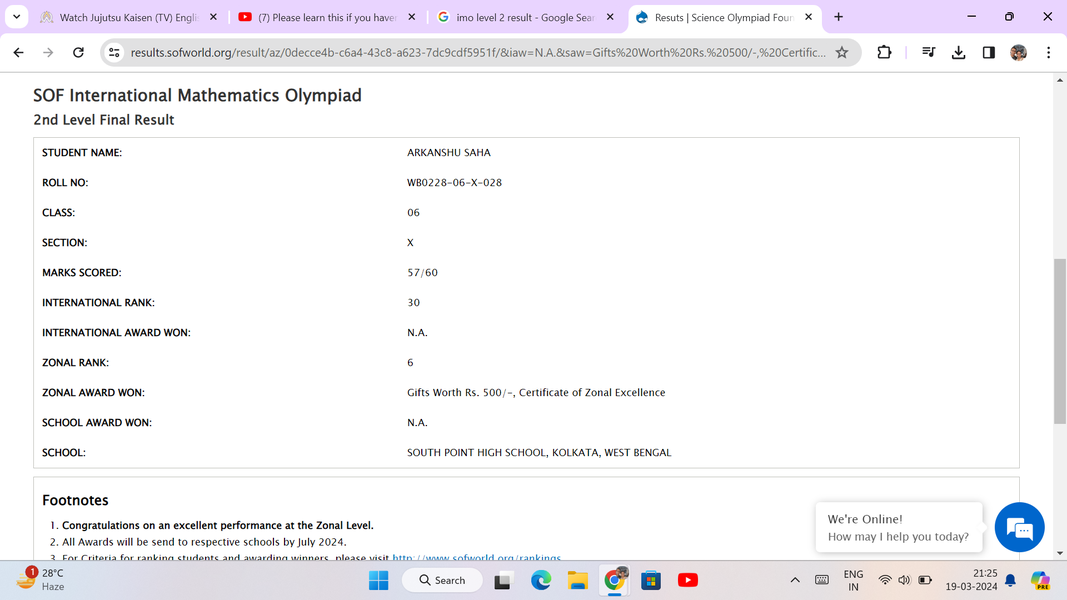 Watch Jujutsu Kaisen (TV) Engli
(7) Please learn this if you have
imo level 2 result - Google Sear
Resuts | Science Olympiad Foun
results.sofworld.org/result/az/0decce4b-c6a4-43c8-a623-7dc9cdf5951f/&iaw=N.A.&saw=Gifts%20Worth%20Rs.%20500/-,%20Certific...
SOF International Mathematics Olympiad
2nd Level Final Result
STUDENT NAME: ARKANSHU SAHA
ROLL NO: WB0228-06-X-028
CLASS: 06
SECTION: X
MARKS SCORED: 57/60
INTERNATIONAL RANK: 30
INTERNATIONAL AWARD WON: N.A.
ZONAL RANK: 6
ZONAL AWARD WON: Gifts Worth Rs. 500/-, Certificate of Zonal Excellence
SCHOOL AWARD WON: N.A.
SCHOOL: SOUTH POINT HIGH SCHOOL, KOLKATA, WEST BENGAL
Footnotes
1. Congratulations on an excellent performance at the Zonal Level.
2. All Awards will be send to respective schools by July 2024.
3. For Criteria for ranking students and awarding winners, please visit http://www.sofworld.org/rankings
We're Online!
How may I help you today?
1
28°C
Haze
Search
ENG
IN
21:25
19-03-2024
PRE